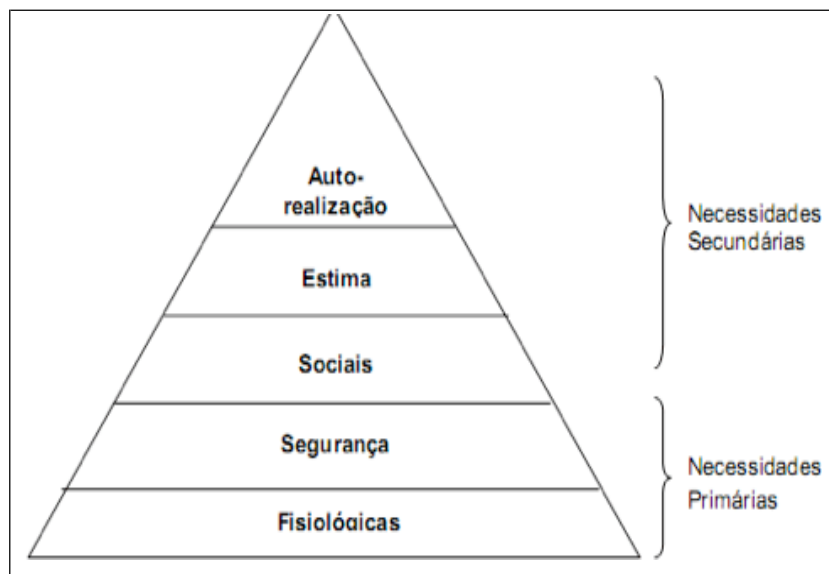 Auto-
realização
Estima
Sociais
Segurança
Fisiológicas
Necessidades
Secundárias
Necessidades
Primárias